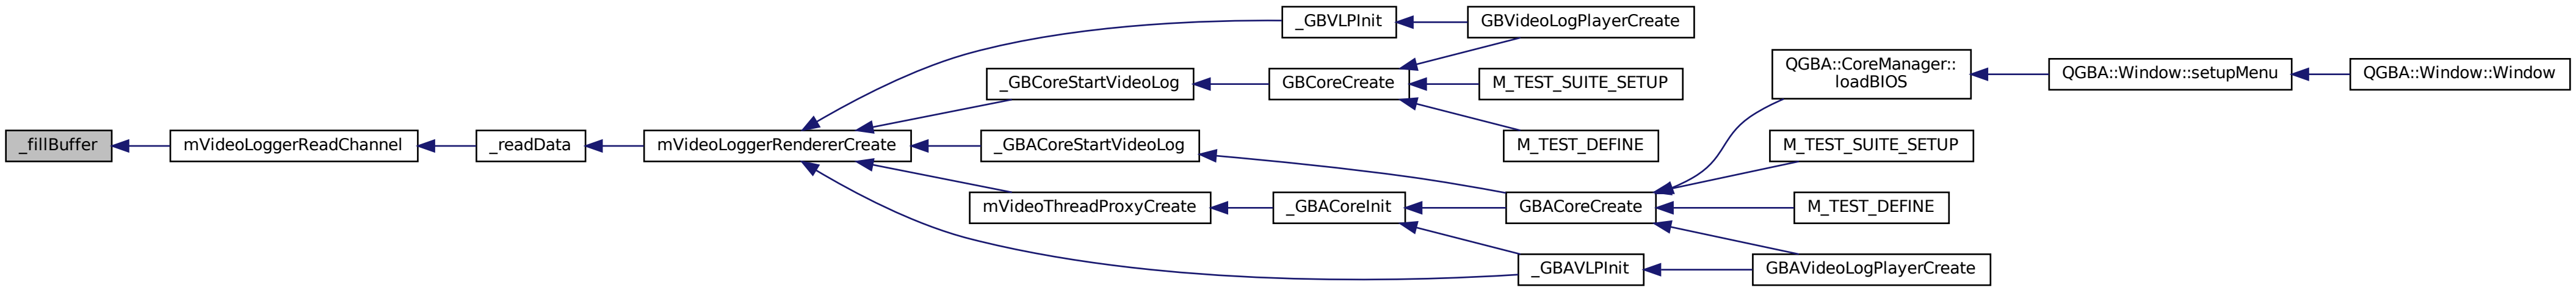 _fillBuffer
mVideoLoggerReadChannel
_readData
mVideoLoggerRendererCreate
_GBVLPInit
GBVideoLogPlayerCreate
_GBCoreStartVideoLog
GBCoreCreate
M_TEST_SUITE_SETUP
M_TEST_DEFINE
_GBACoreStartVideoLog
mVideoThreadProxyCreate
_GBACoreInit
GBACoreCreate
_GBAVLPInit
QGBA::CoreManager::
loadBIOS
QGBA::Window::setupMenu
QGBA::Window::Window
M_TEST_SUITE_SETUP
M_TEST_DEFINE
GBAVideoLogPlayerCreate